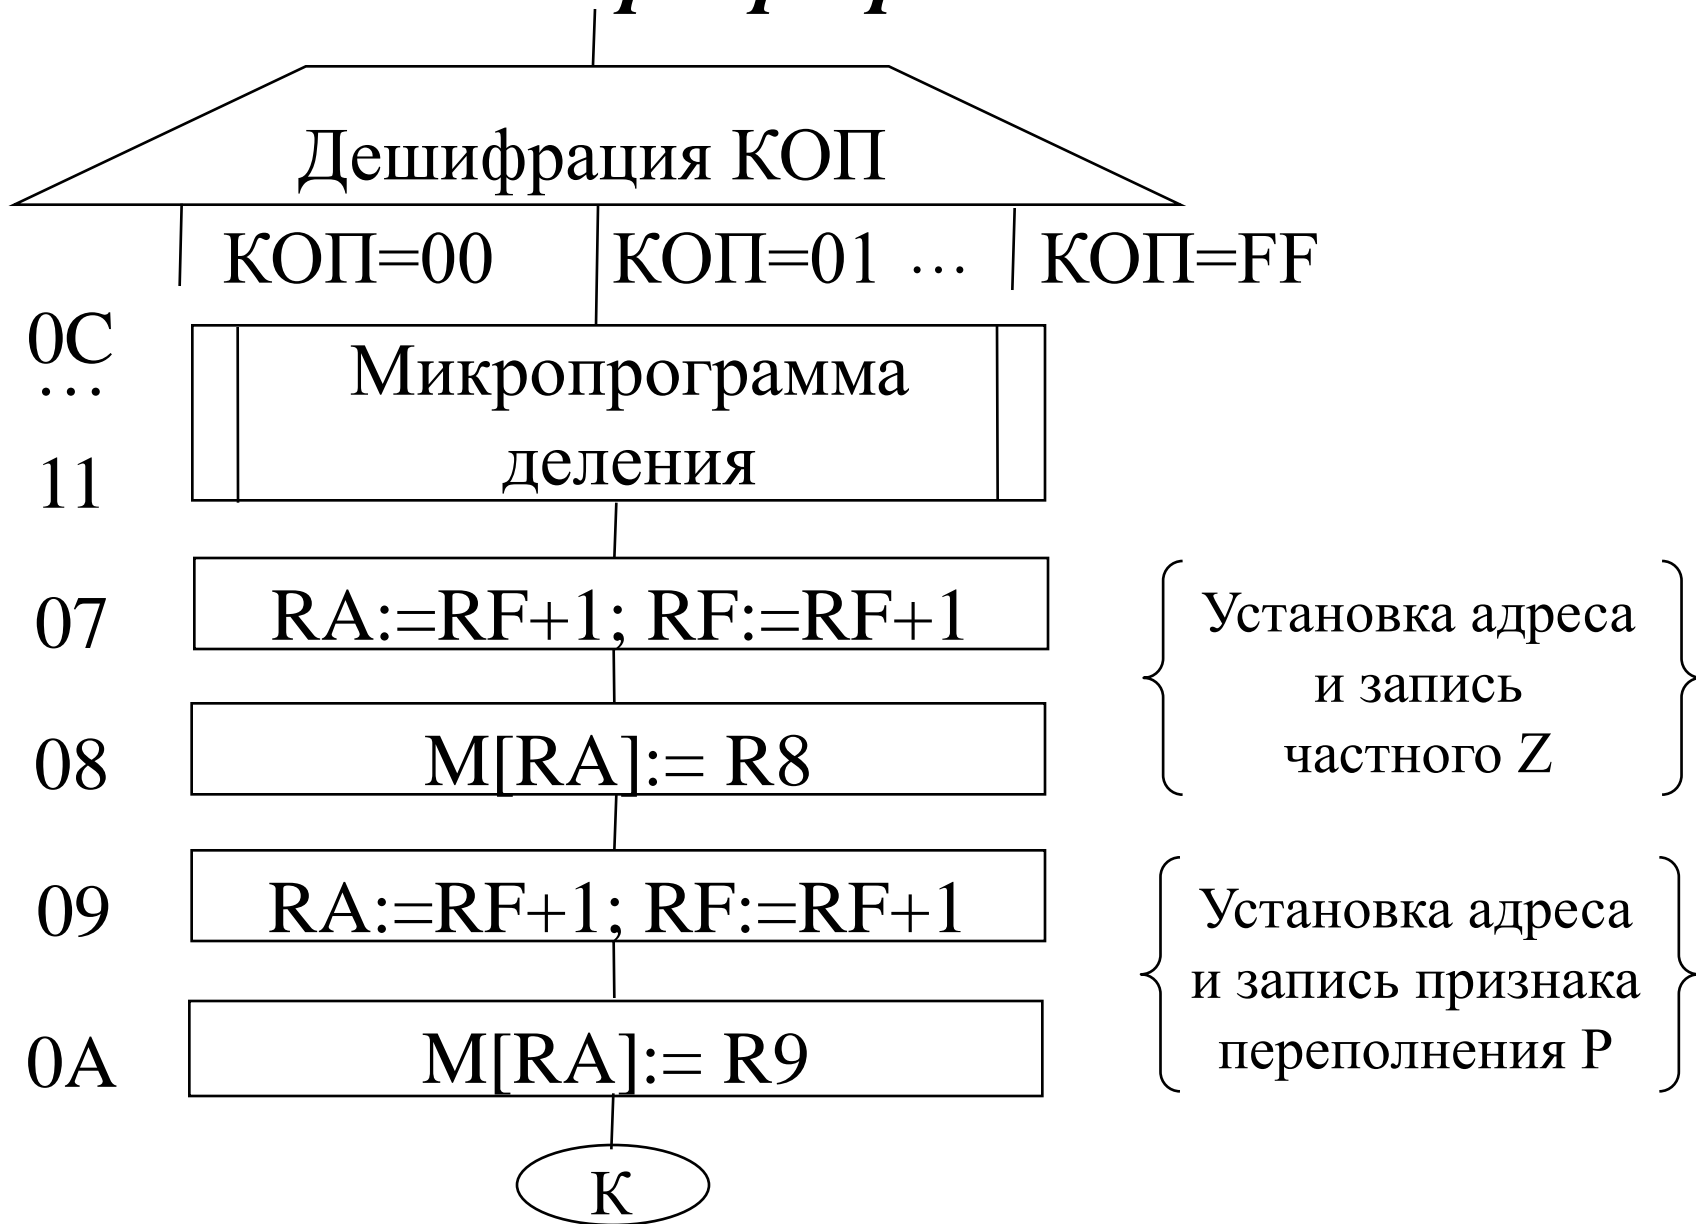 Дешифрация КОП
КОП=00 КОП=01 … КОП=FF
0C
…
11
Микропрограмма
деления
07
RA:=RF+1; RF:=RF+1
Установка адреса
и запись
частного Z
08
M[RA]:= R8
09
RA:=RF+1; RF:=RF+1
Установка адреса
и запись признака
переполнения P
0A
M[RA]:= R9
К